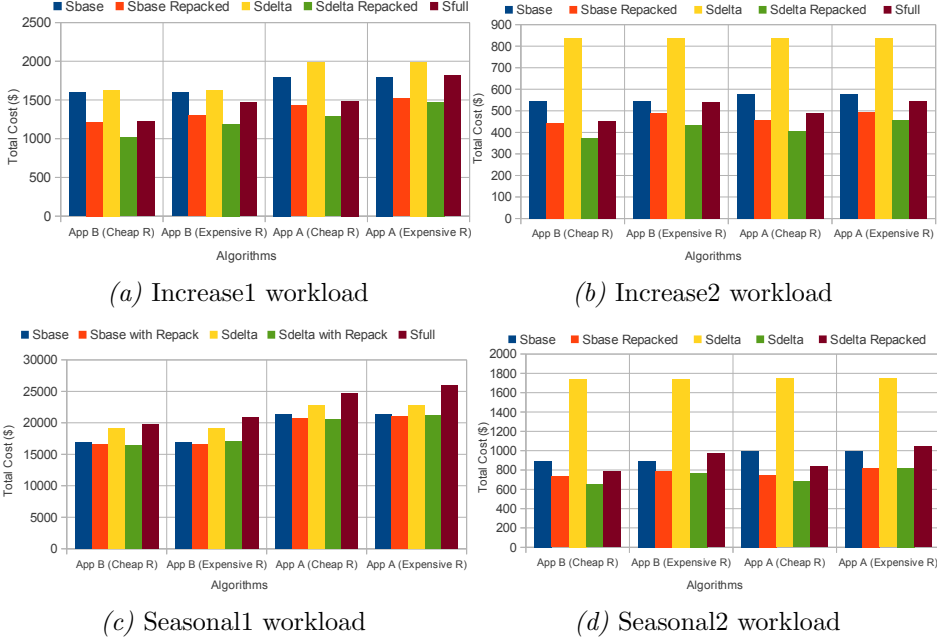 Sbase Sbase Repacked Sdelta Sdelta Repacked Sfull
2500
2000
1500
1000
500
0
Total Cost ($)
App B (Cheap R) App B (Expensive R) App A (Cheap R) App A (Expensive R)
Algorithms
(a) Increase1 workload
Sbase Sbase Repacked Sdelta Sdelta Repacked Sfull
900
800
700
600
500
400
300
200
100
0
Total Cost ($)
App B (Cheap R) App B (Expensive R) App A (Cheap R) App A (Expensive R)
Algorithms
(b) Increase2 workload
Sbase Sbase with Repack Sdelta Sdelta with Repack Sfull
30000
25000
20000
15000
10000
5000
0
Total Cost ($)
App B (Cheap R) App B (Expensive R) App A (Cheap R) App A (Expensive R)
Algorithms
(c) Seasonal1 workload
Sbase Sbase Repacked Sdelta Sdelta Sdelta Repacked
2000
1800
1600
1400
1200
1000
800
600
400
200
0
Total Cost ($)
App B (Cheap R) App B (Expensive R) App A (Cheap R) App A (Expensive R)
Algorithms
(d) Seasonal2 workload